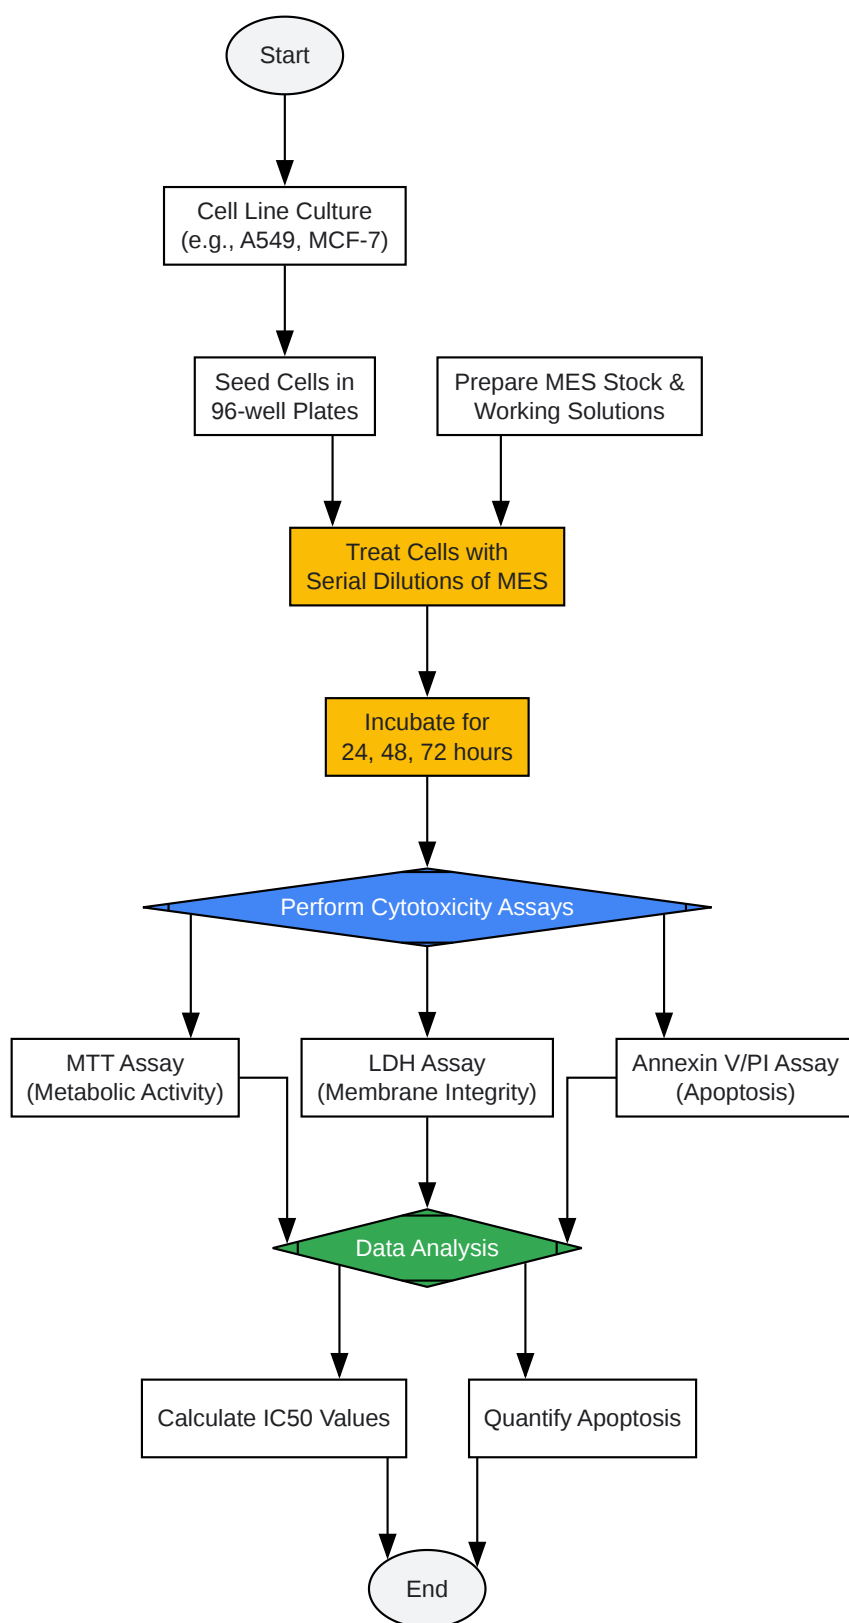 Start
Cell Line Culture
(e.g., A549, MCF-7)
Seed Cells in
96-well Plates
Prepare MES Stock &
Working Solutions
Treat Cells with
Serial Dilutions of MES
Incubate for
24, 48, 72 hours
Perform Cytotoxicity Assays
MTT Assay
(Metabolic Activity)
LDH Assay
(Membrane Integrity)
Annexin V/PI Assay
(Apoptosis)
Data Analysis
Calculate IC50 Values
Quantify Apoptosis
End